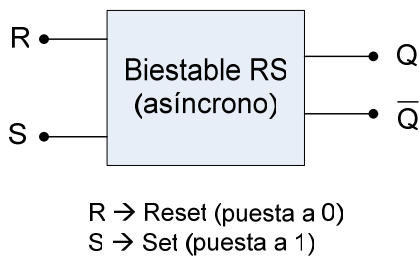 R
S
Biestable RS
(asíncrono)
Q
Q̅
R → Reset (puesta a 0)
S → Set (puesta a 1)